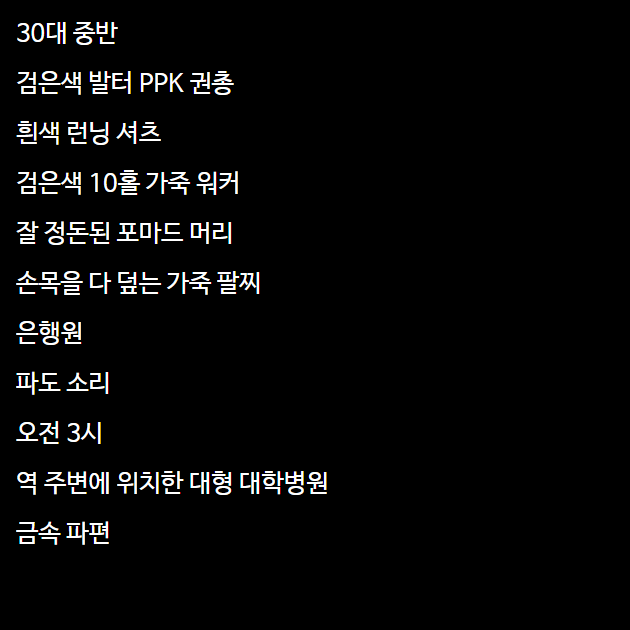 30대 중반
검은색 발터 PPK 권총
흰색 런닝 셔츠
검은색 10홀 가죽 워커
잘 정돈된 포마드 머리
손목을 다 덮는 가죽 팔찌
은행원
파도 소리
오전 3시
역 주변에 위치한 대형 대학병원
금속 파편